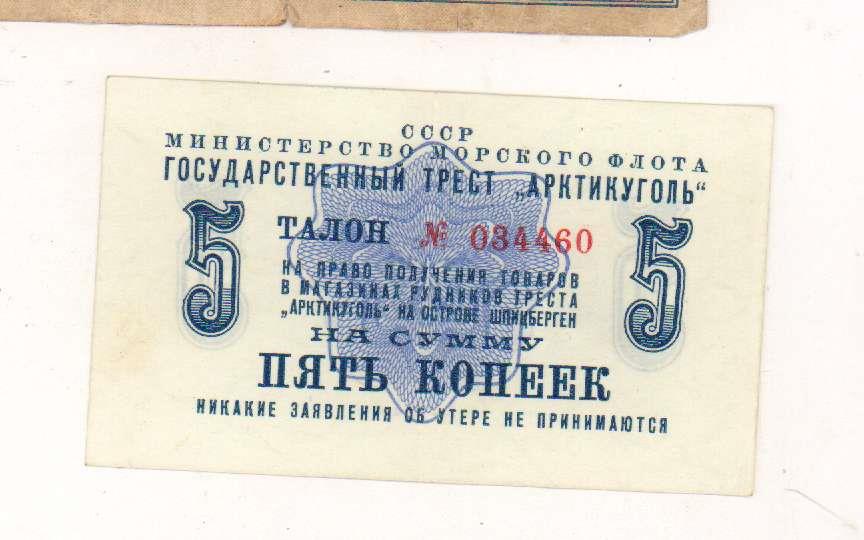 СССР
МИНИСТЕРСТВО МОРСКОГО ФЛОТА
ГОСУДАРСТВЕННЫЙ ТРЕСТ „АРКТИКУГОЛЬ“
5 ТАЛОН № 034460 5
НА ПРАВО ПОЛУЧЕНИЯ ТОВАРОВ
В МАГАЗИНАХ РУДНИКОВ ТРЕСТА
„АРКТИКУГОЛЬ“ НА ОСТРОВЕ ШПИЦБЕРГЕН
НА СУММУ
ПЯТЬ КОПЕЕК
НИКАКИЕ ЗАЯВЛЕНИЯ ОБ УТЕРЕ НЕ ПРИНИМАЮТСЯ